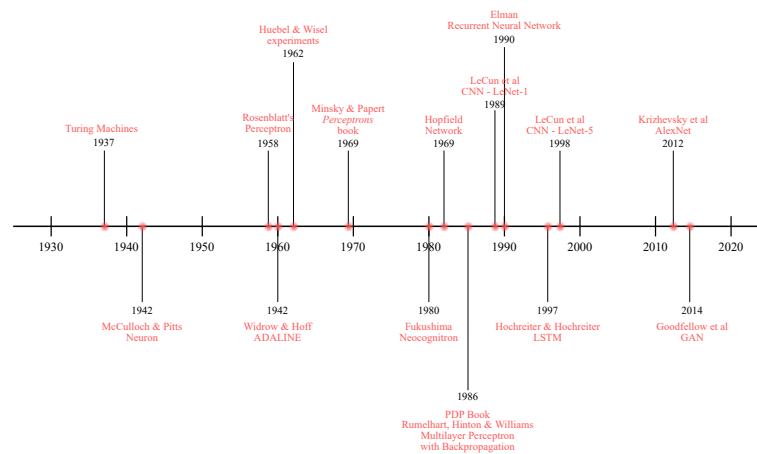 Elman
Recurrent Neural Network
1990
Huebel & Wisel
experiments
1962
LeCun et al
CNN - LeNet-1
1989
Minsky & Papert
Perceptrons
book
1969
Rosenblatt's
Perceptron
1958
Turing Machines
1937
Hopfield
Network
1969
LeCun et al
CNN - LeNet-5
1998
Krizhevsky et al
AlexNet
2012
1930
1940
1950
1960
1970
1980
1990
2000
2010
2020
1942
McCulloch & Pitts
Neuron
1942
Widrow & Hoff
ADALINE
1980
Fukushima
Neocognitron
1997
Hochreiter & Hochreiter
LSTM
2014
Goodfellow et al
GAN
1986
PDP Book
Rumelhart, Hinton & Williams
Multilayer Perceptron
with Backpropagation